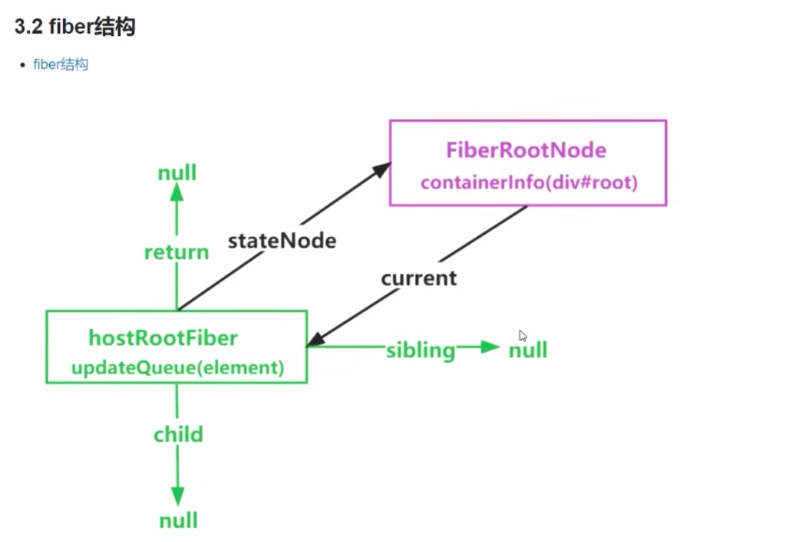 3.2 fiber结构
fiber结构
FiberRootNode
containerInfo(div#root)
null
return
stateNode
current
hostRootFiber
updateQueue(element)
sibling
null
child
null